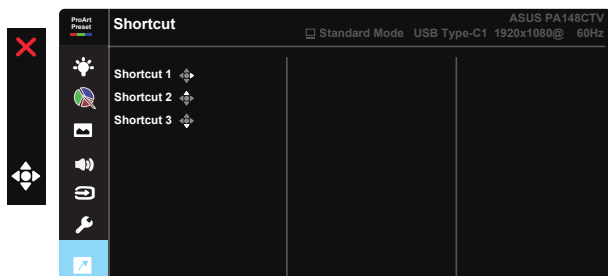 ProArt
Preset
Shortcut
ASUS PA148CTV
Standard Mode USB Type-C1 1920x1080@ 60Hz
Shortcut 1
Shortcut 2
Shortcut 3